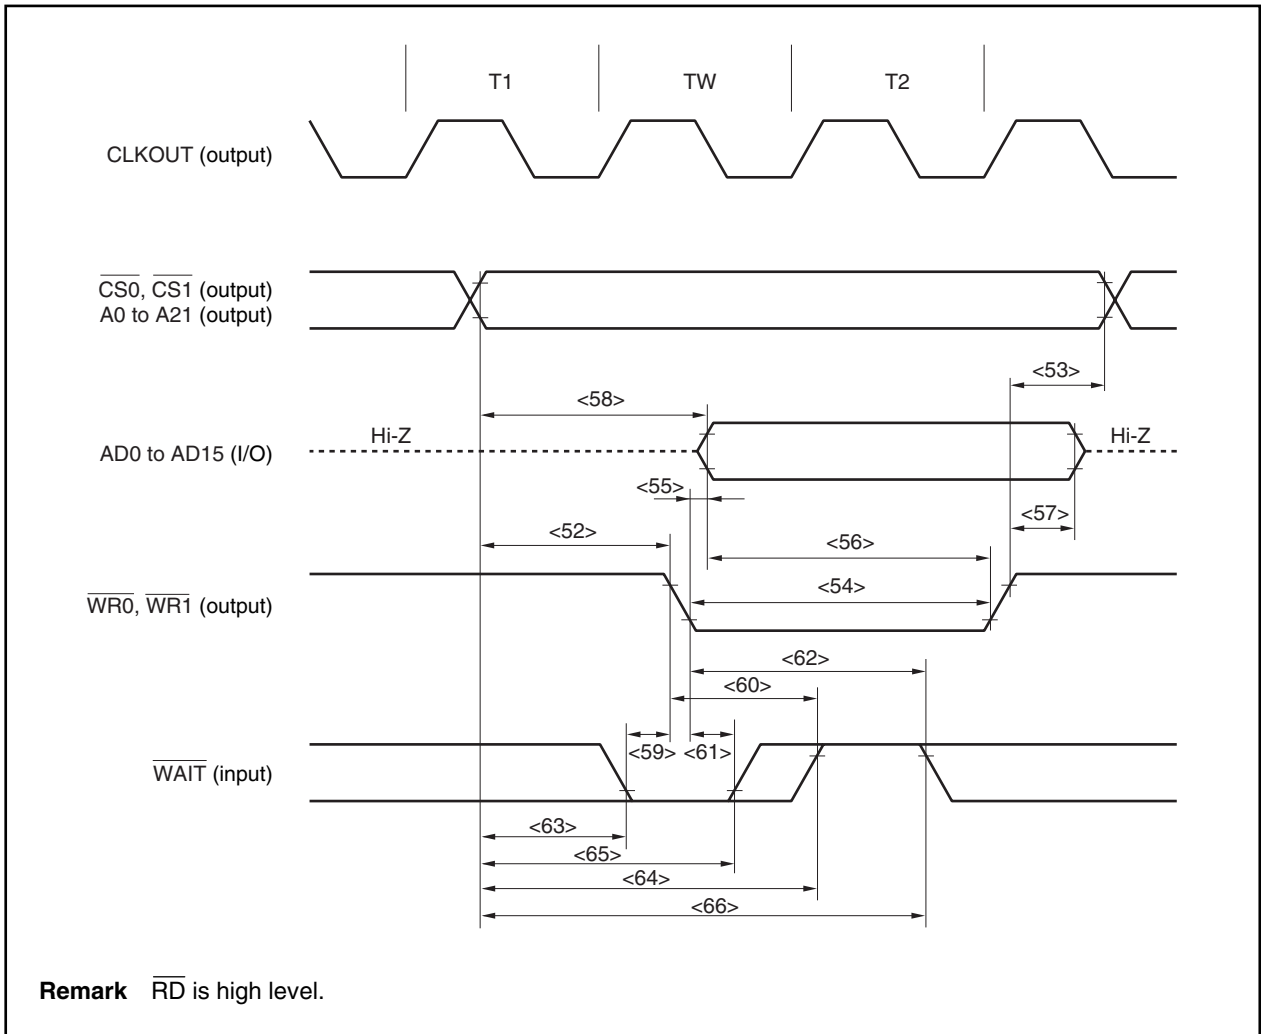 T1 TW T2
CLKOUT (output)
CS0, CS1 (output)
A0 to A21 (output)
<53>
<58>
Hi-Z Hi-Z
AD0 to AD15 (I/O)
<55>
<57>
<52>
<56>
<54>
WR0, WR1 (output)
<62>
<60>
<59> <61>
WAIT (input)
<63>
<65>
<64>
<66>
Remark RD is high level.